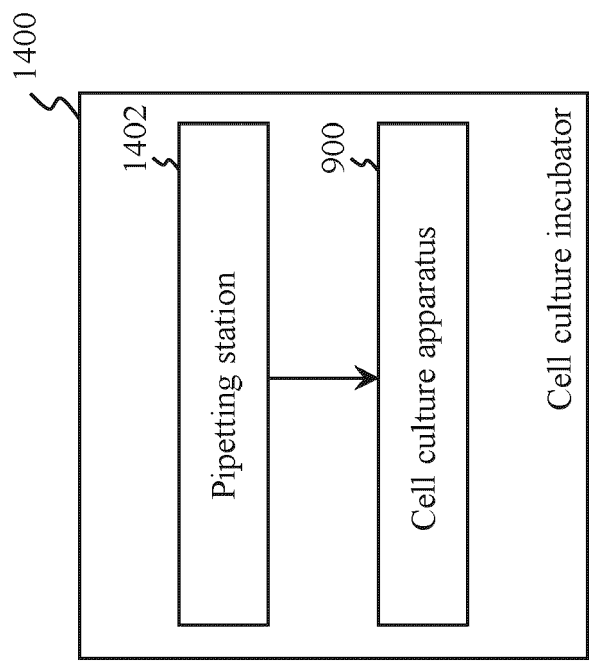 1400
1402
Pipetting station
900
Cell culture apparatus
Cell culture incubator